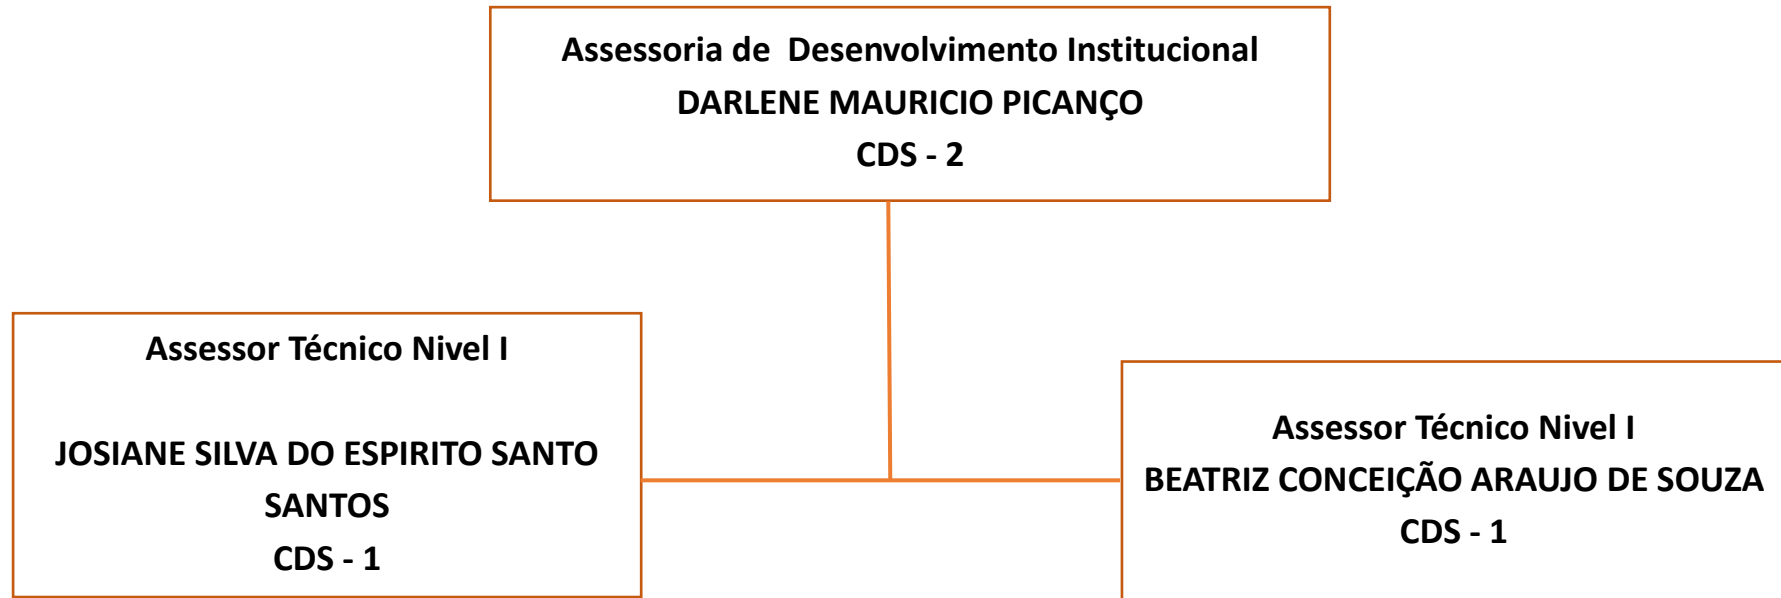 Assessoria de  Desenvolvimento Institucional
DARLENE MAURICIO PICANÇO
CDS - 2
Assessor Técnico Nivel I
JOSIANE SILVA DO ESPIRITO SANTO
SANTOS
CDS - 1
Assessor Técnico Nivel I
BEATRIZ CONCEIÇÃO ARAUJO DE SOUZA
CDS - 1